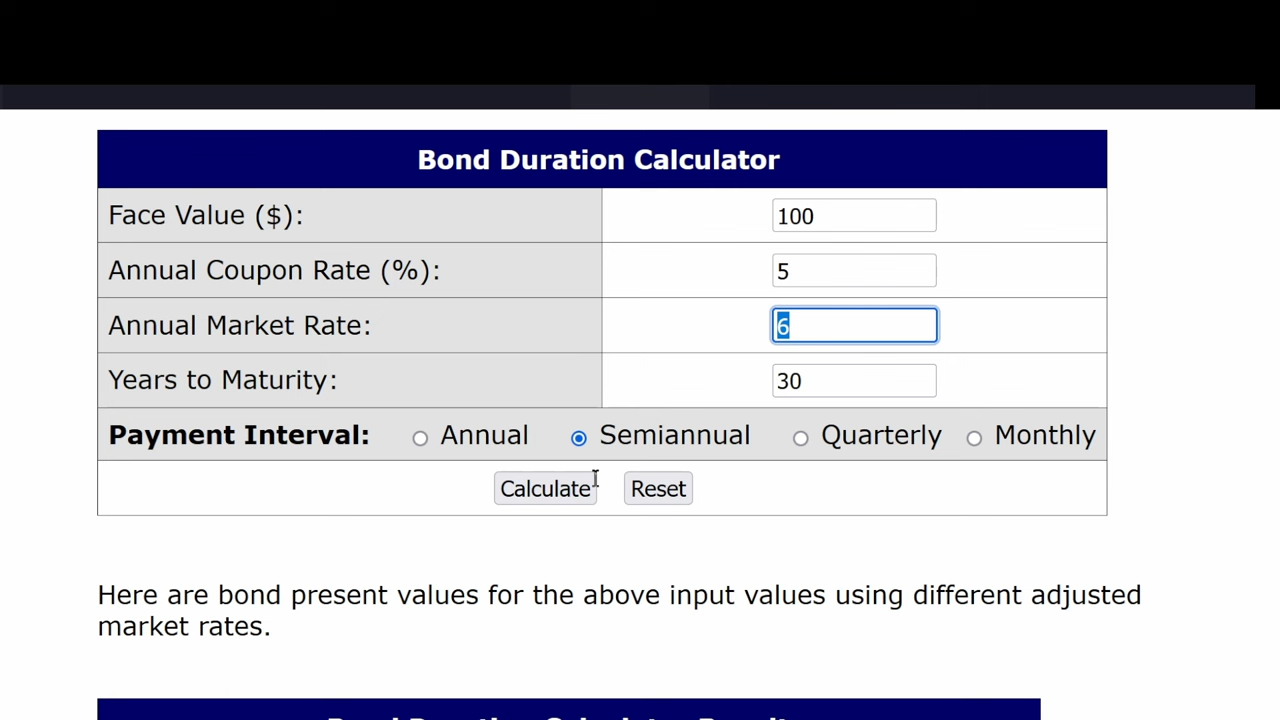 Bond Duration Calculator
Face Value ($): 100
Annual Coupon Rate (%): 5
Annual Market Rate: 6
Years to Maturity: 30
Payment Interval: Annual Semiannual Quarterly Monthly
Calculate Reset
Here are bond present values for the above input values using different adjusted
market rates.